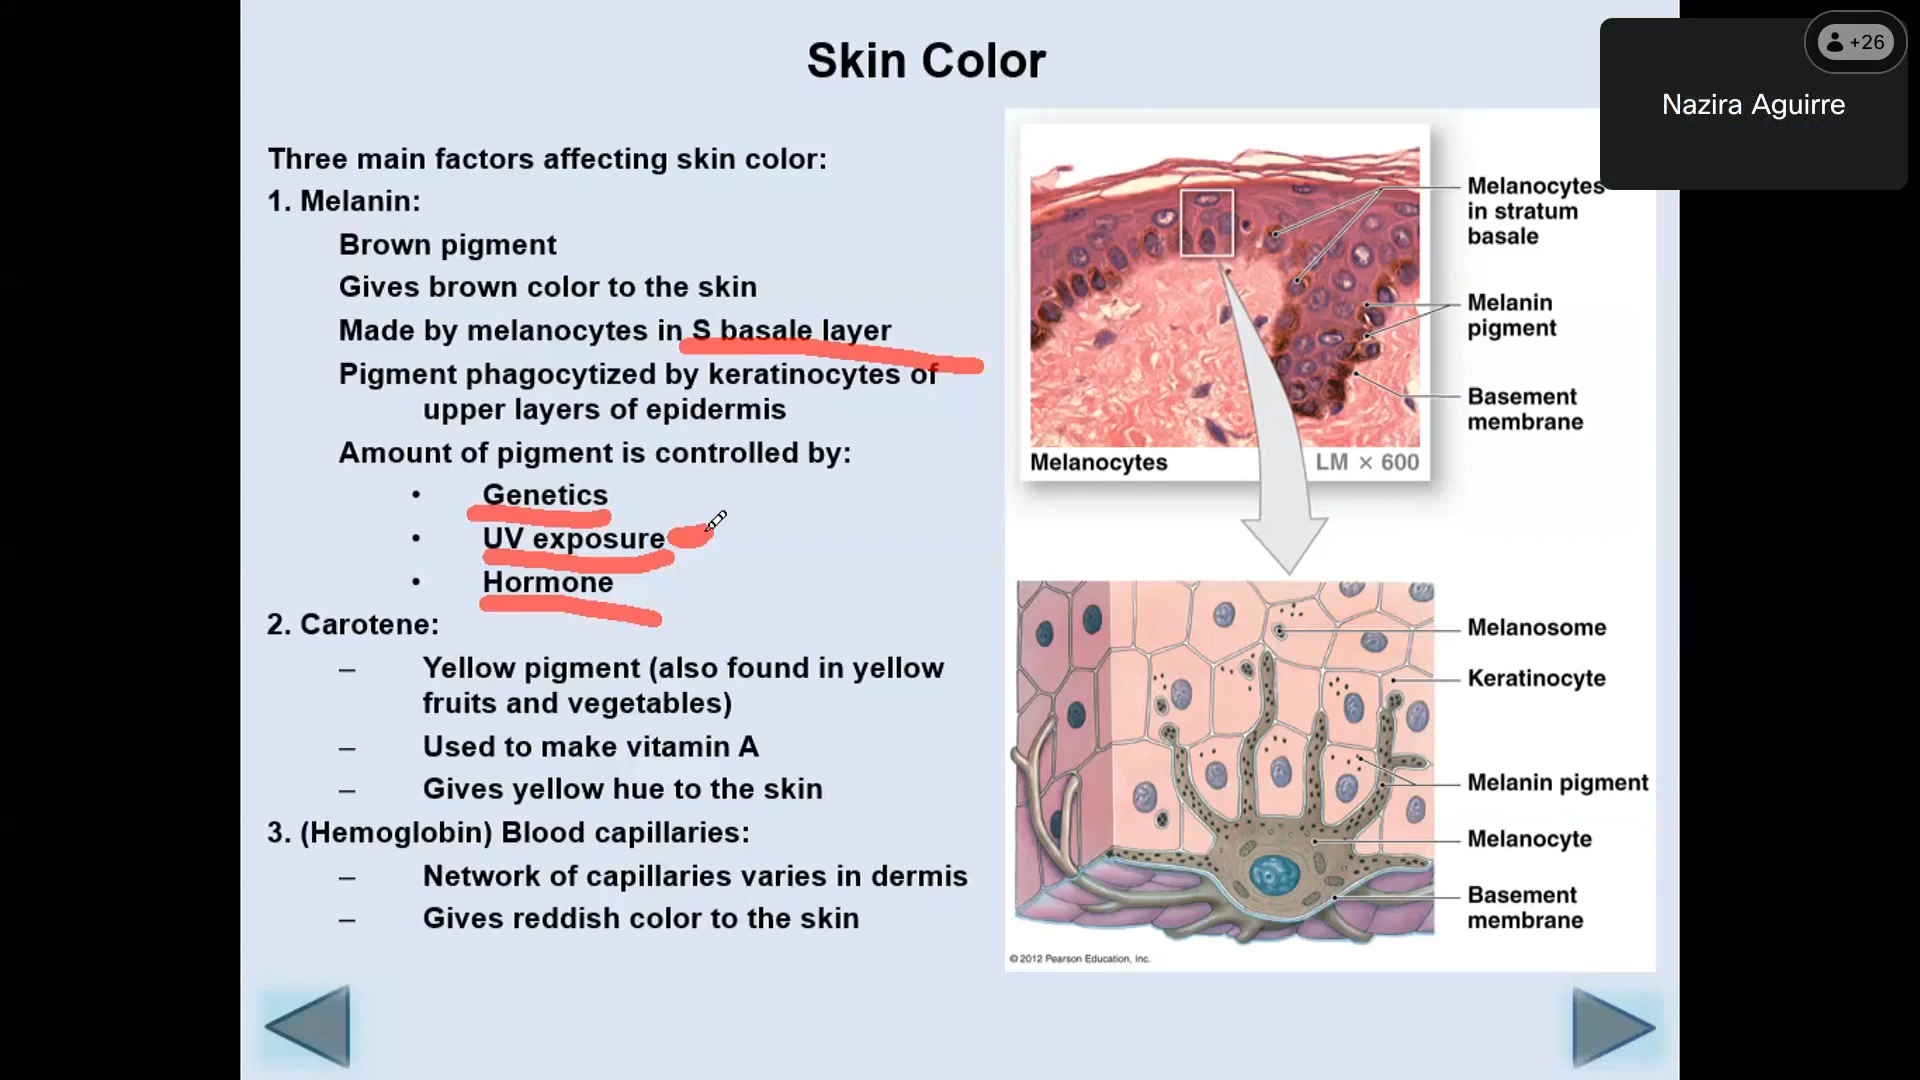 Skin Color
+26
Nazira Aguirre
Three main factors affecting skin color:
1. Melanin:
Brown pigment
Gives brown color to the skin
Made by melanocytes in S basale layer
Pigment phagocytized by keratinocytes of
upper layers of epidermis
Amount of pigment is controlled by:
• Genetics
• UV exposure
• Hormone
2. Carotene:
– Yellow pigment (also found in yellow
fruits and vegetables)
– Used to make vitamin A
– Gives yellow hue to the skin
3. (Hemoglobin) Blood capillaries:
– Network of capillaries varies in dermis
– Gives reddish color to the skin
Melanocytes
in stratum
basale
Melanin
pigment
Basement
membrane
Melanocytes
LM × 600
Melanosome
Keratinocyte
Melanin pigment
Melanocyte
Basement
membrane
© 2012 Pearson Education, Inc.